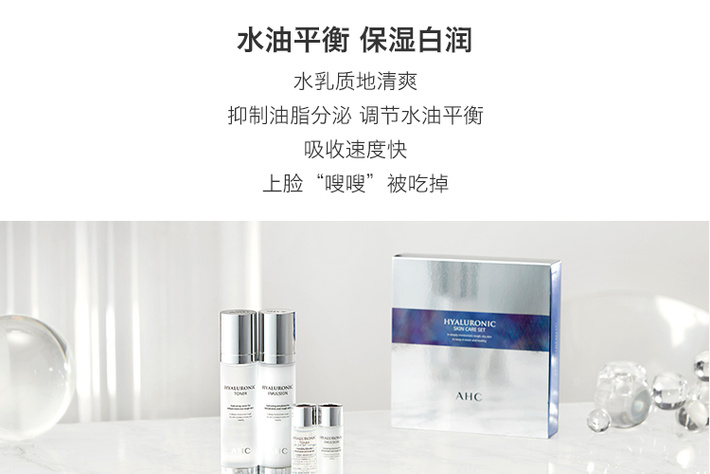 水油平衡 保湿白润
水乳质地清爽
抑制油脂分泌 调节水油平衡
吸收速度快
上脸“嗖嗖”被吃掉
HYALURONIC
SKIN CARE SET
AHC
HYALURONIC
TONER
HYALURONIC
EMULSION
AHC
AHC